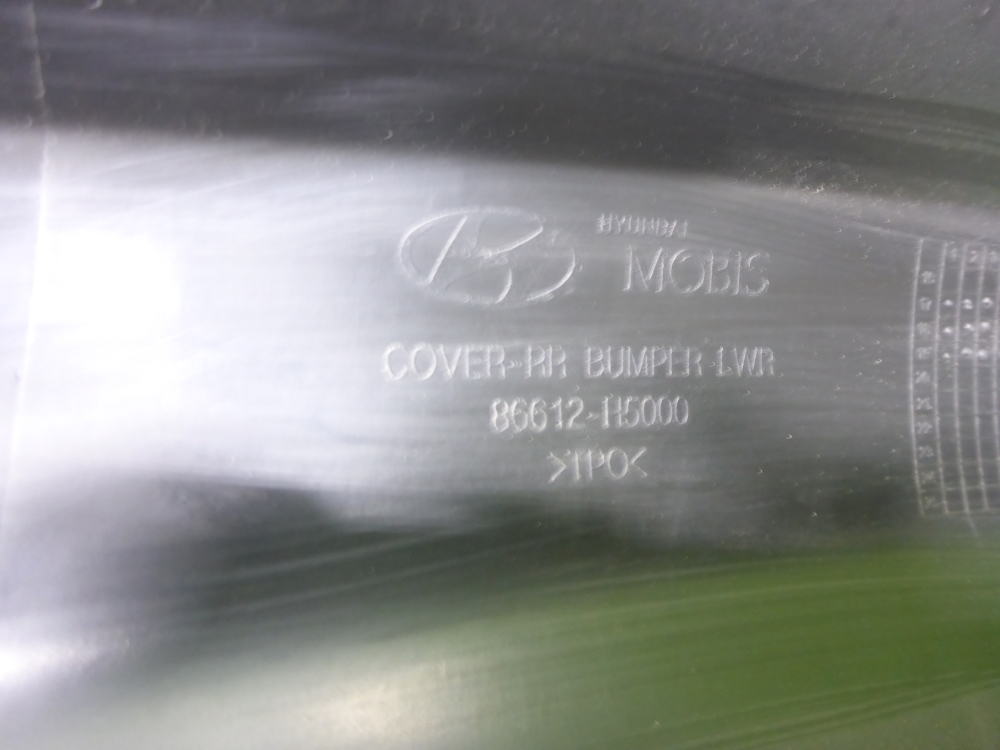 HYUNDAI
MOBIS
COVER-RR BUMPER-LWR
86612-H5000
>TPO<